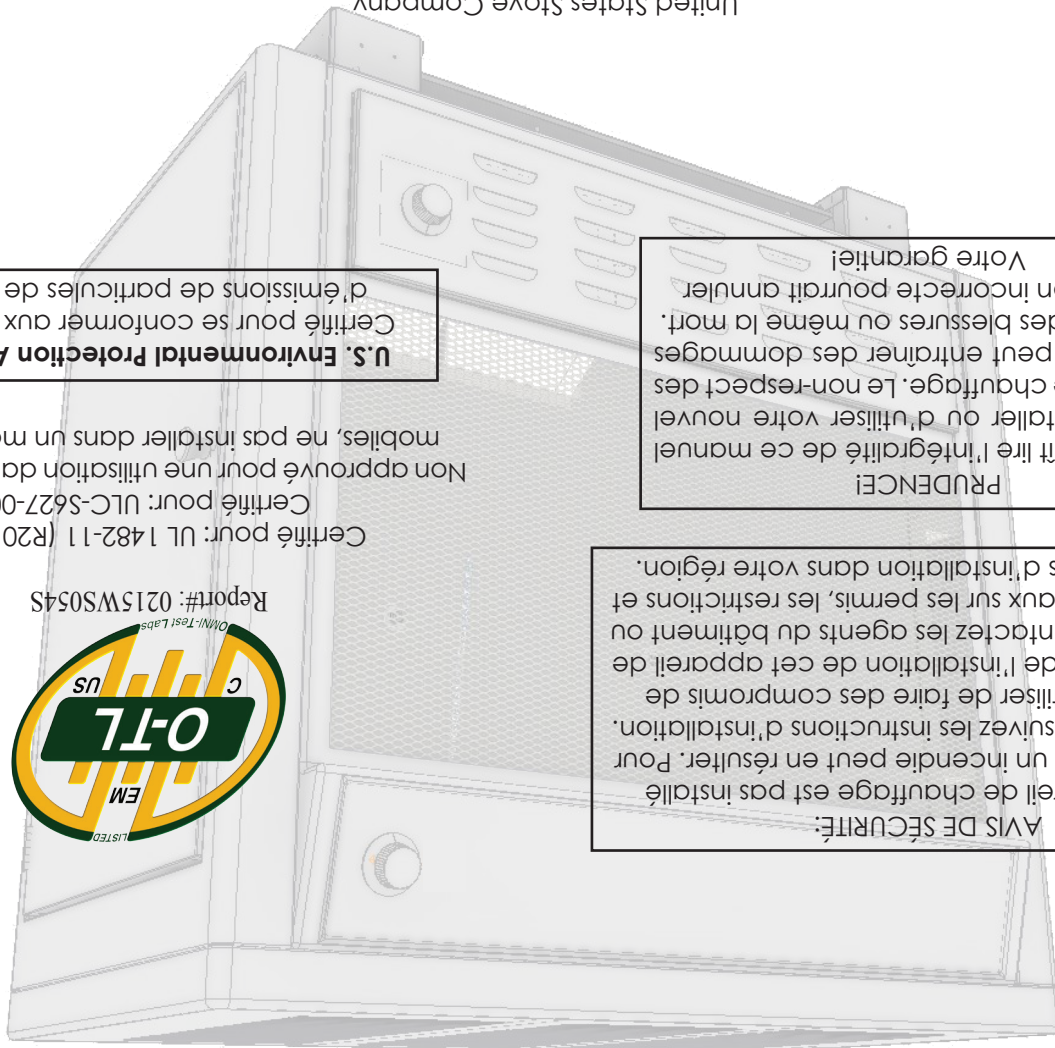 AVIS DE SÉCURITÉ:
reil de chauffage est pas installé
un incendie peut en résulter. Pour
suivez les instructions d'installation.
tiliser de faire des compromis de
de l'installation de cet appareil de
ntactez les agents du bâtiment ou
aux sur les permis, les restrictions et
s d'installation dans votre région.
PRUDENCE!
ît lire l'intégralité de ce manuel
taller ou d'utiliser votre nouvel
e chauffage. Le non-respect des
peut entraîner des dommages
des blessures ou même la mort.
n incorrecte pourrait annuler
Votre garantie!
LISTED
EM
O-TL
C US
OMNI-Test Labs
Report#: 0215WS054S
Certifié pour: UL 1482-11 (R20
Certifié pour: ULC-S627-00
Non approuvé pour une utilisation da
mobiles, ne pas installer dans un mo
U.S. Environmental Protection A
Certifié pour se conformer aux
d'émissions de particules de
United States Stove Company